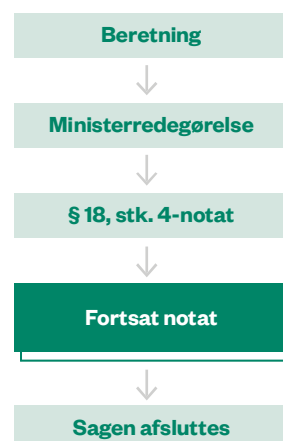 Beretning
Ministerredegørelse
§ 18, stk. 4-notat
Fortsat notat
Sagen afsluttes